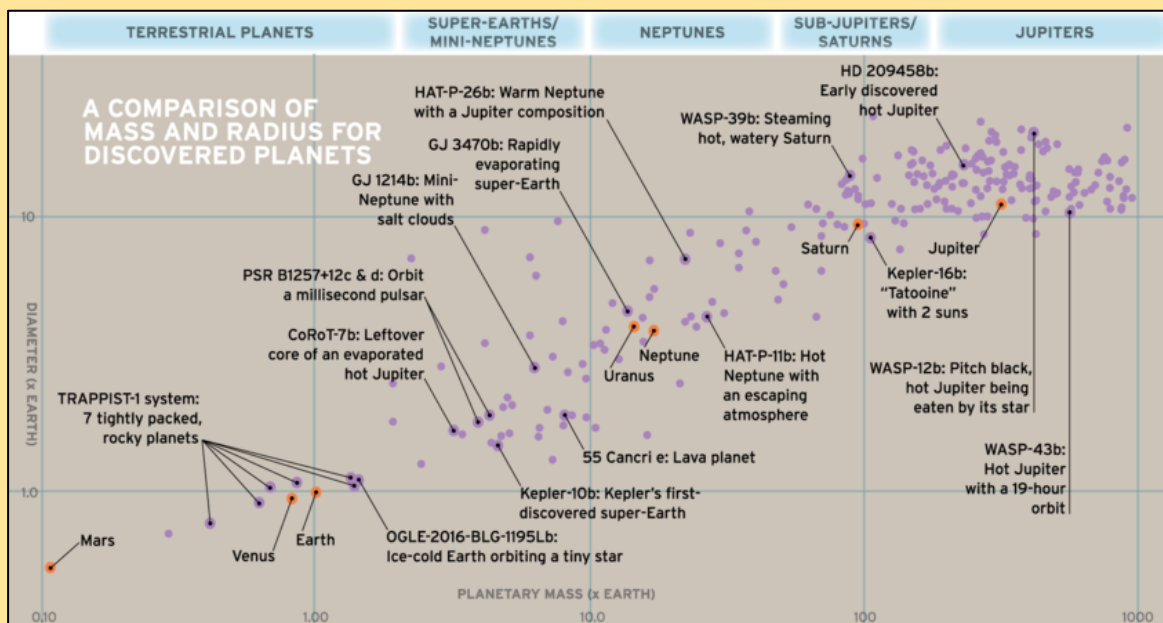 TERRESTRIAL PLANETS
SUPER-EARTHS/
MINI-NEPTUNES
NEPTUNES
SUB-JUPITERS/
SATURNS
JUPITERS
A COMPARISON OF
MASS AND RADIUS FOR
DISCOVERED PLANETS
HAT-P-26b: Warm Neptune
with a Jupiter composition
HD 209458b:
Early discovered
hot Jupiter
WASP-39b: Steaming
hot, watery Saturn
GJ 3470b: Rapidly
evaporating
super-Earth
GJ 1214b: Mini-
Neptune with
salt clouds
10
Saturn
Jupiter
PSR B1257+12c & d: Orbit
a millisecond pulsar
Kepler-16b:
"Tatooine"
with 2 suns
CoRoT-7b: Leftover
core of an evaporated
hot Jupiter
Neptune
Uranus
HAT-P-11b: Hot
Neptune with
an escaping
atmosphere
WASP-12b: Pitch black,
hot Jupiter being
eaten by its star
DIAMETER (x EARTH)
TRAPPIST-1 system:
7 tightly packed,
rocky planets
55 Cancri e: Lava planet
WASP-43b:
Hot Jupiter
with a 19-hour
orbit
1.0
Kepler-10b: Kepler's first-
discovered super-Earth
Mars
Venus
Earth
OGLE-2016-BLG-1195Lb:
Ice-cold Earth orbiting a tiny star
PLANETARY MASS (x EARTH)
0.10
1.00
10.0
100
1000